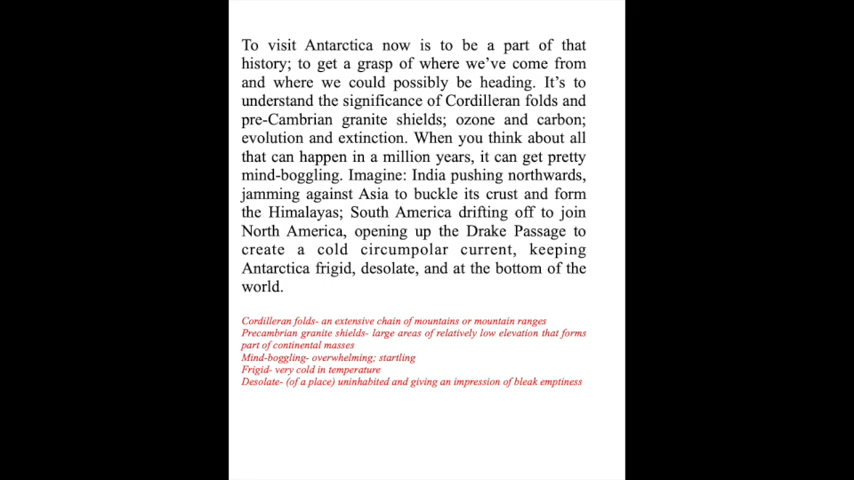 To visit Antarctica now is to be a part of that
history; to get a grasp of where we’ve come from
and where we could possibly be heading. It’s to
understand the significance of Cordilleran folds and
pre-Cambrian granite shields; ozone and carbon;
evolution and extinction. When you think about all
that can happen in a million years, it can get pretty
mind-boggling. Imagine: India pushing northwards,
jamming against Asia to buckle its crust and form
the Himalayas; South America drifting off to join
North America, opening up the Drake Passage to
create a cold circumpolar current, keeping
Antarctica frigid, desolate, and at the bottom of the
world.
Cordilleran folds- an extensive chain of mountains or mountain ranges
Precambrian granite shields- large areas of relatively low elevation that forms
part of continental masses
Mind-boggling- overwhelming; startling
Frigid- very cold in temperature
Desolate- (of a place) uninhabited and giving an impression of bleak emptiness